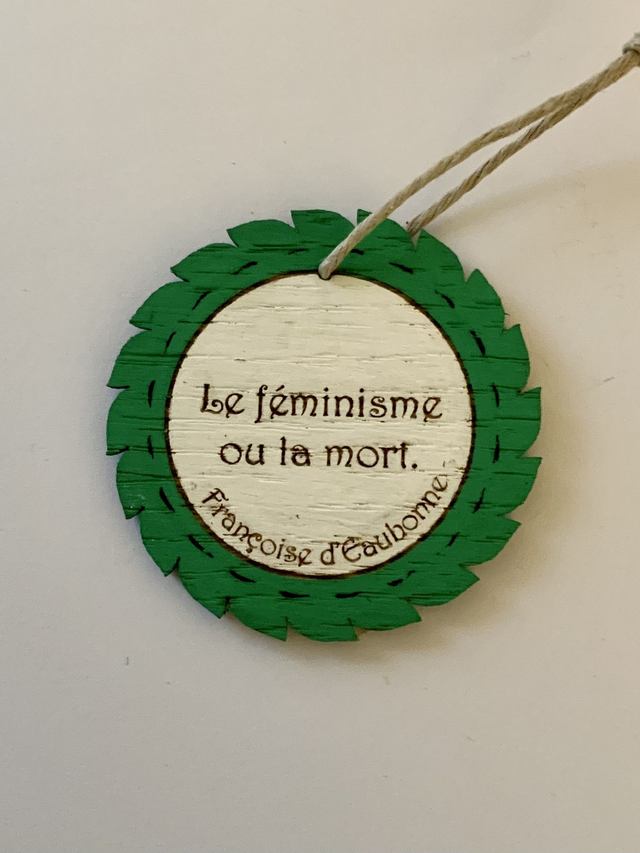 Le féminisme
ou la mort.
Françoise d'Eaubonne